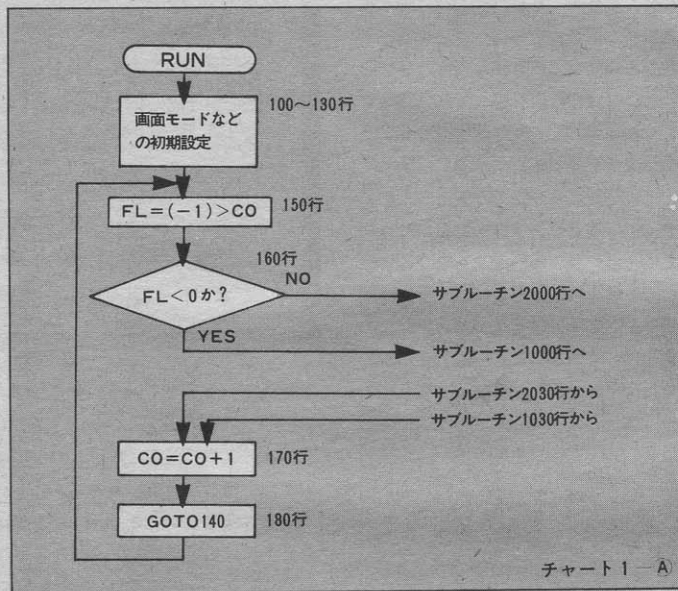 RUN
画面モードなど
の初期設定
100〜130行
FL=(-1)>CO
150行
160行
FL<0か?
NO
サブルーチン2000行へ
YES
サブルーチン1000行へ
サブルーチン2030行から
サブルーチン1030行から
CO=CO+1
170行
GOTO140
180行
チャート1-Ⓐ